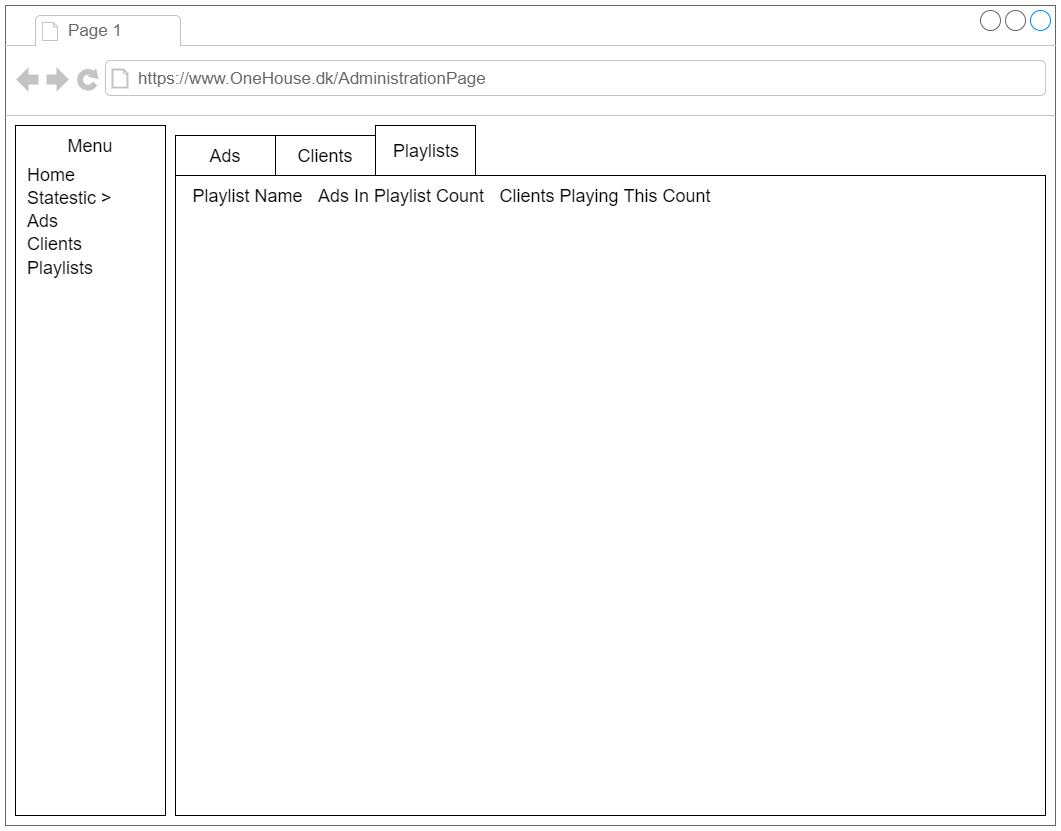 Page 1
https://www.OneHouse.dk/AdministrationPage
Menu
Home
Statestic >
Ads
Clients
Playlists
Ads
Clients
Playlists
Playlist Name Ads In Playlist Count Clients Playing This Count